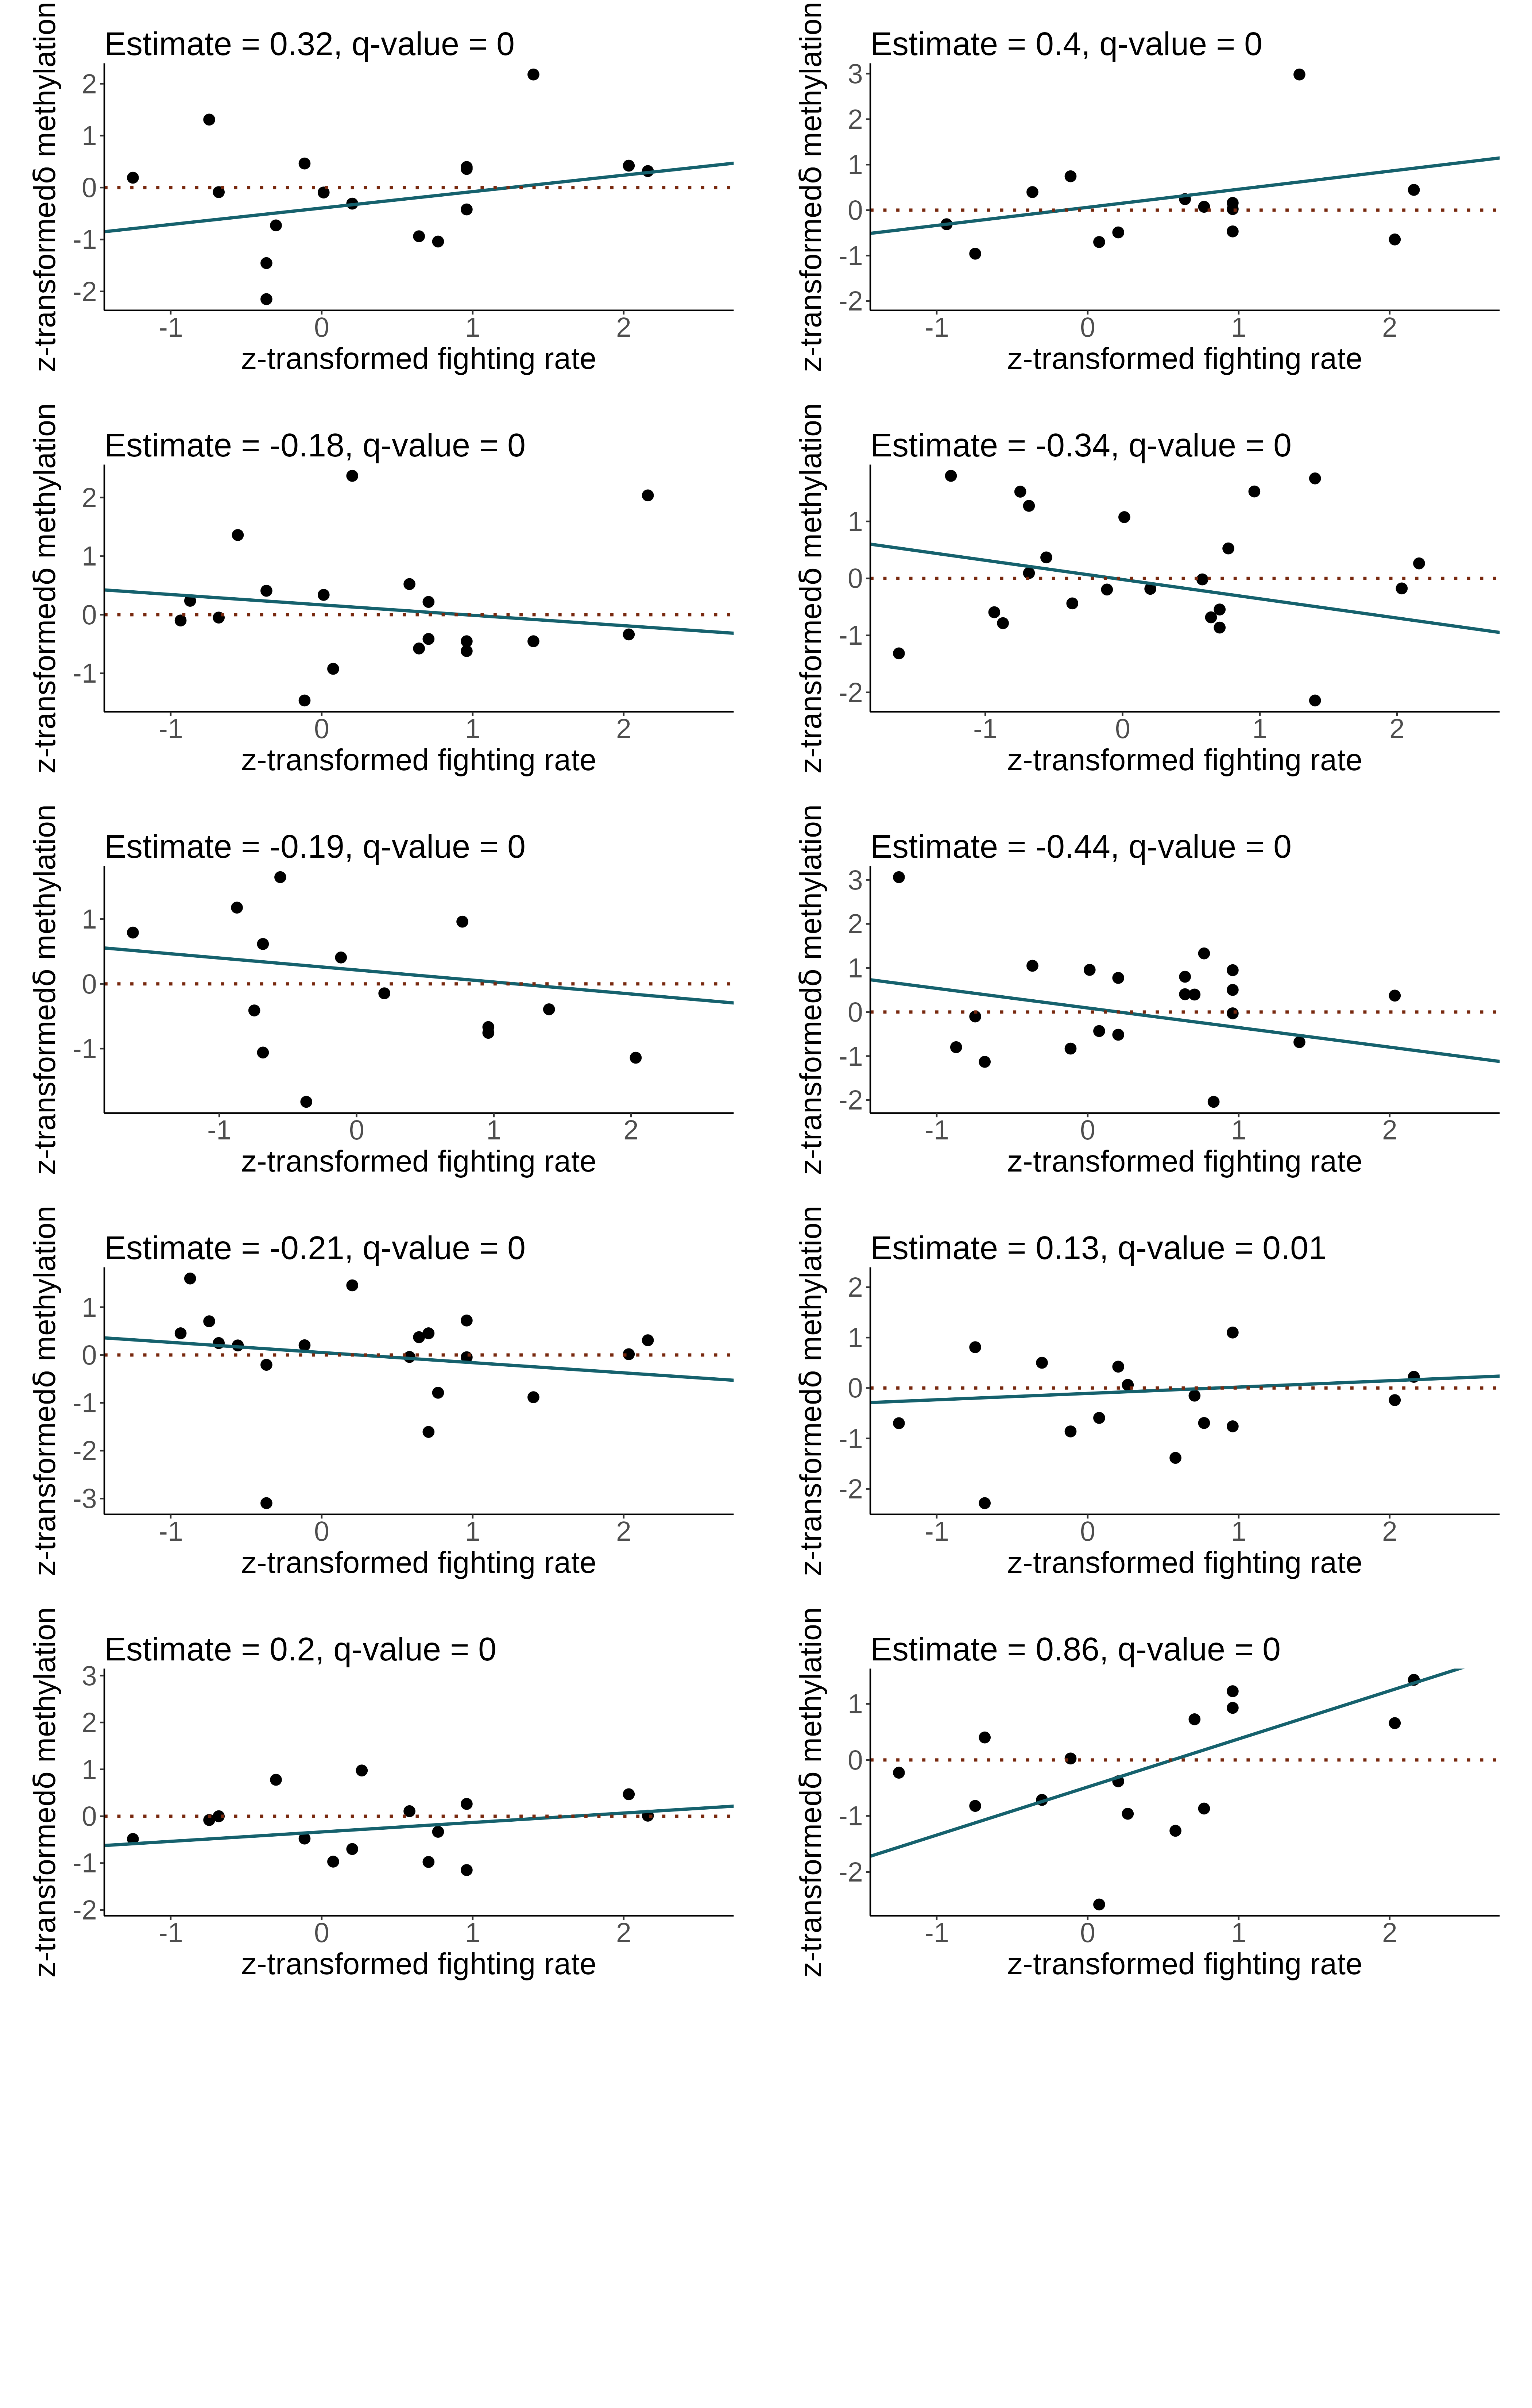 Estimate = 0.32, q-value = 0
z-transformedδ methylation
2
1
0
-1
-2
-1
0
1
2
z-transformed fighting rate
Estimate = 0.4, q-value = 0
z-transformedδ methylation
3
2
1
0
-1
-2
-1
0
1
2
z-transformed fighting rate
Estimate = -0.18, q-value = 0
z-transformedδ methylation
2
1
0
-1
-1
0
1
2
z-transformed fighting rate
Estimate = -0.34, q-value = 0
z-transformedδ methylation
1
0
-1
-2
-1
0
1
2
z-transformed fighting rate
Estimate = -0.19, q-value = 0
z-transformedδ methylation
1
0
-1
-1
0
1
2
z-transformed fighting rate
Estimate = -0.44, q-value = 0
z-transformedδ methylation
3
2
1
0
-1
-2
-1
0
1
2
z-transformed fighting rate
Estimate = -0.21, q-value = 0
z-transformedδ methylation
1
0
-1
-2
-3
-1
0
1
2
z-transformed fighting rate
Estimate = 0.13, q-value = 0.01
z-transformedδ methylation
2
1
0
-1
-2
-1
0
1
2
z-transformed fighting rate
Estimate = 0.2, q-value = 0
z-transformedδ methylation
3
2
1
0
-1
-2
-1
0
1
2
z-transformed fighting rate
Estimate = 0.86, q-value = 0
z-transformedδ methylation
1
0
-1
-2
-1
0
1
2
z-transformed fighting rate